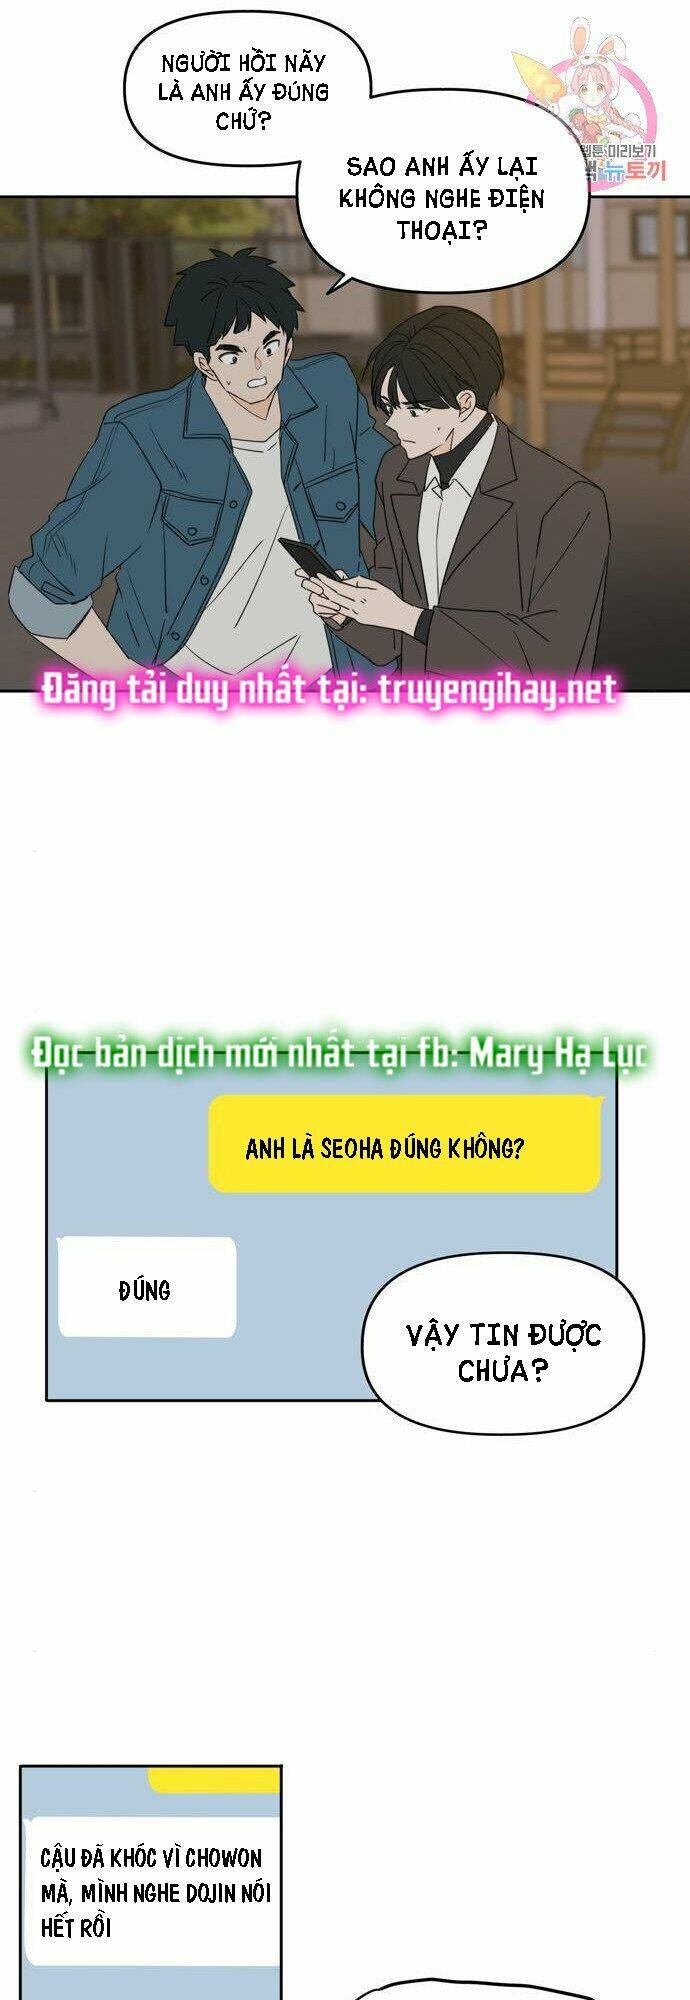 NGƯỜI HỒI NÃY
LÀ ANH ẤY ĐÚNG
CHỨ?
SAO ANH ẤY LẠI
KHÔNG NGHE ĐIỆN
THOẠI?
웹툰미리보기
뉴토끼
Đăng tải duy nhất tại: truyengihay.net
Đọc bản dịch mới nhất tại fb: Mary Hạ Lục
ANH LÀ SEOHA ĐÚNG KHÔNG?
ĐÚNG
VẬY TIN ĐƯỢC
CHƯA?
CẬU ĐÃ KHÓC VÌ CHOWON
MÀ, MÌNH NGHE DOJIN NÓI
HẾT RỒI